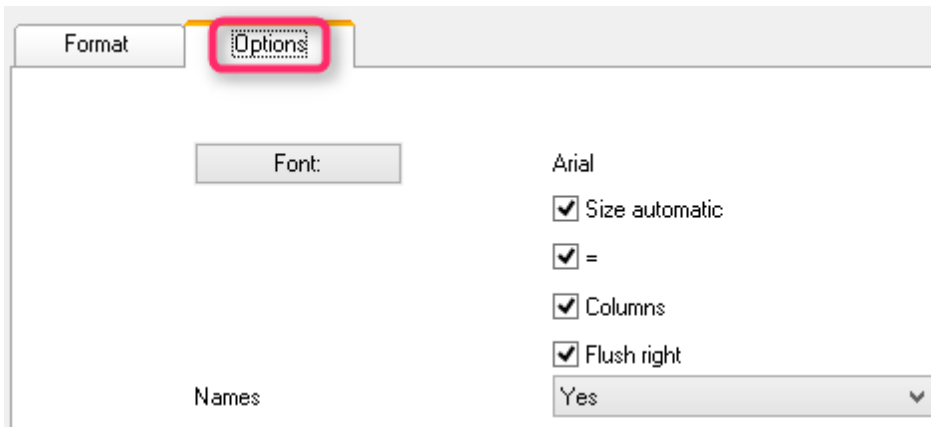 Format Options
Font: Arial
Size automatic
=
Columns
Flush right
Names Yes